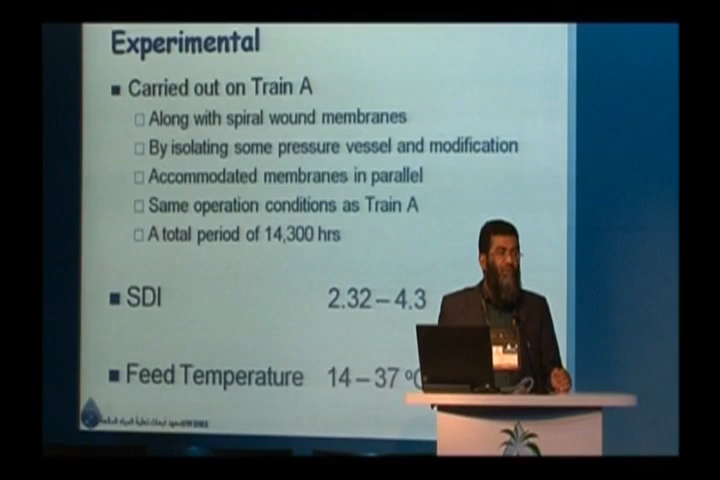 Experimental
■ Carried out on Train A
□ Along with spiral wound membranes
□ By isolating some pressure vessel and modification
□ Accommodated membranes in parallel
□ Same operation conditions as Train A
□ A total period of 14,300 hrs
■ SDI 2.32 – 4.3
■ Feed Temperature 14 – 37 ºC